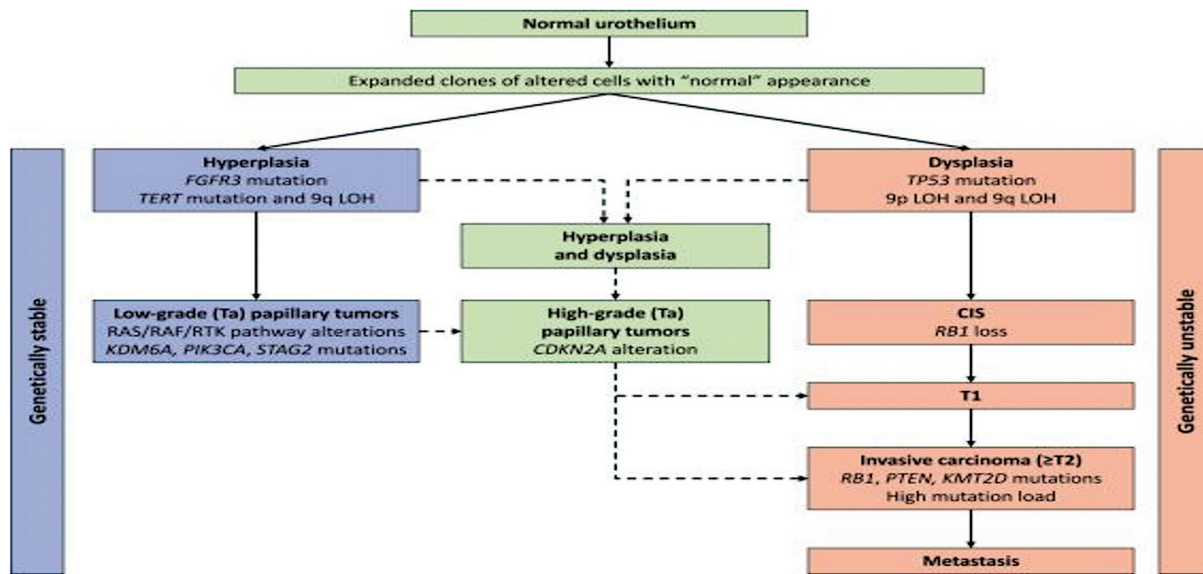 Normal urothelium
Expanded clones of altered cells with “normal” appearance
Genetically stable
Hyperplasia
FGFR3 mutation
TERT mutation and 9q LOH
Dysplasia
TP53 mutation
9p LOH and 9q LOH
Genetically unstable
Hyperplasia
and dysplasia
Low-grade (Ta) papillary tumors
RAS/RAF/RTK pathway alterations
KDM6A, PIK3CA, STAG2 mutations
High-grade (Ta)
papillary tumors
CDKN2A alteration
CIS
RB1 loss
T1
Invasive carcinoma (≥T2)
RB1, PTEN, KMT2D mutations
High mutation load
Metastasis